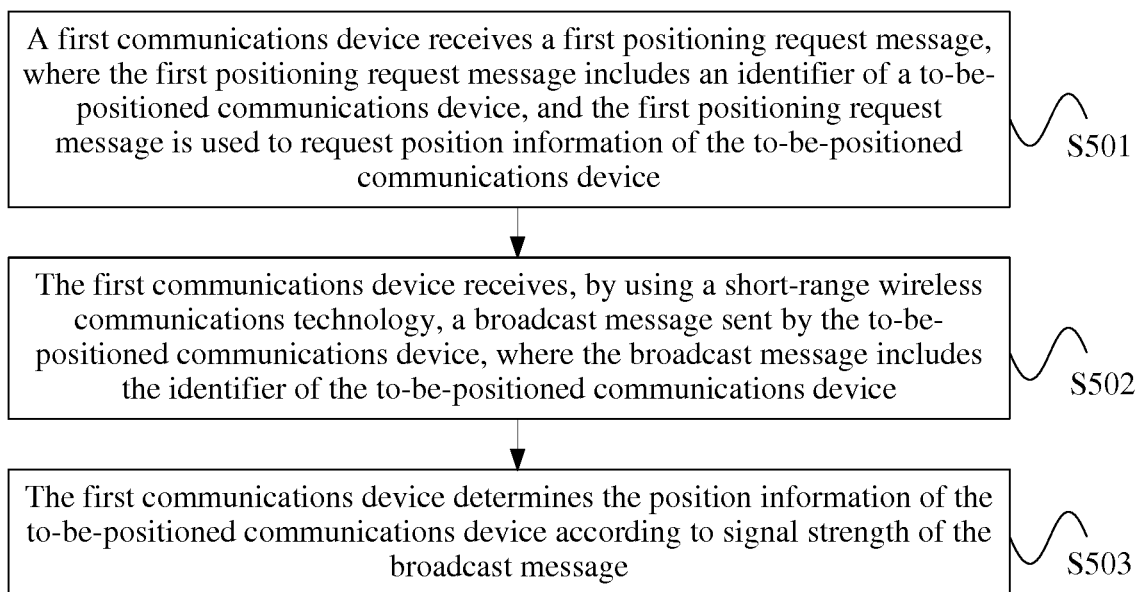 A first communications device receives a first positioning request message,
where the first positioning request message includes an identifier of a to-be-
positioned communications device, and the first positioning request
message is used to request position information of the to-be-positioned
communications device
S501
The first communications device receives, by using a short-range wireless
communications technology, a broadcast message sent by the to-be-
positioned communications device, where the broadcast message includes
the identifier of the to-be-positioned communications device
S502
The first communications device determines the position information of the
to-be-positioned communications device according to signal strength of the
broadcast message
S503